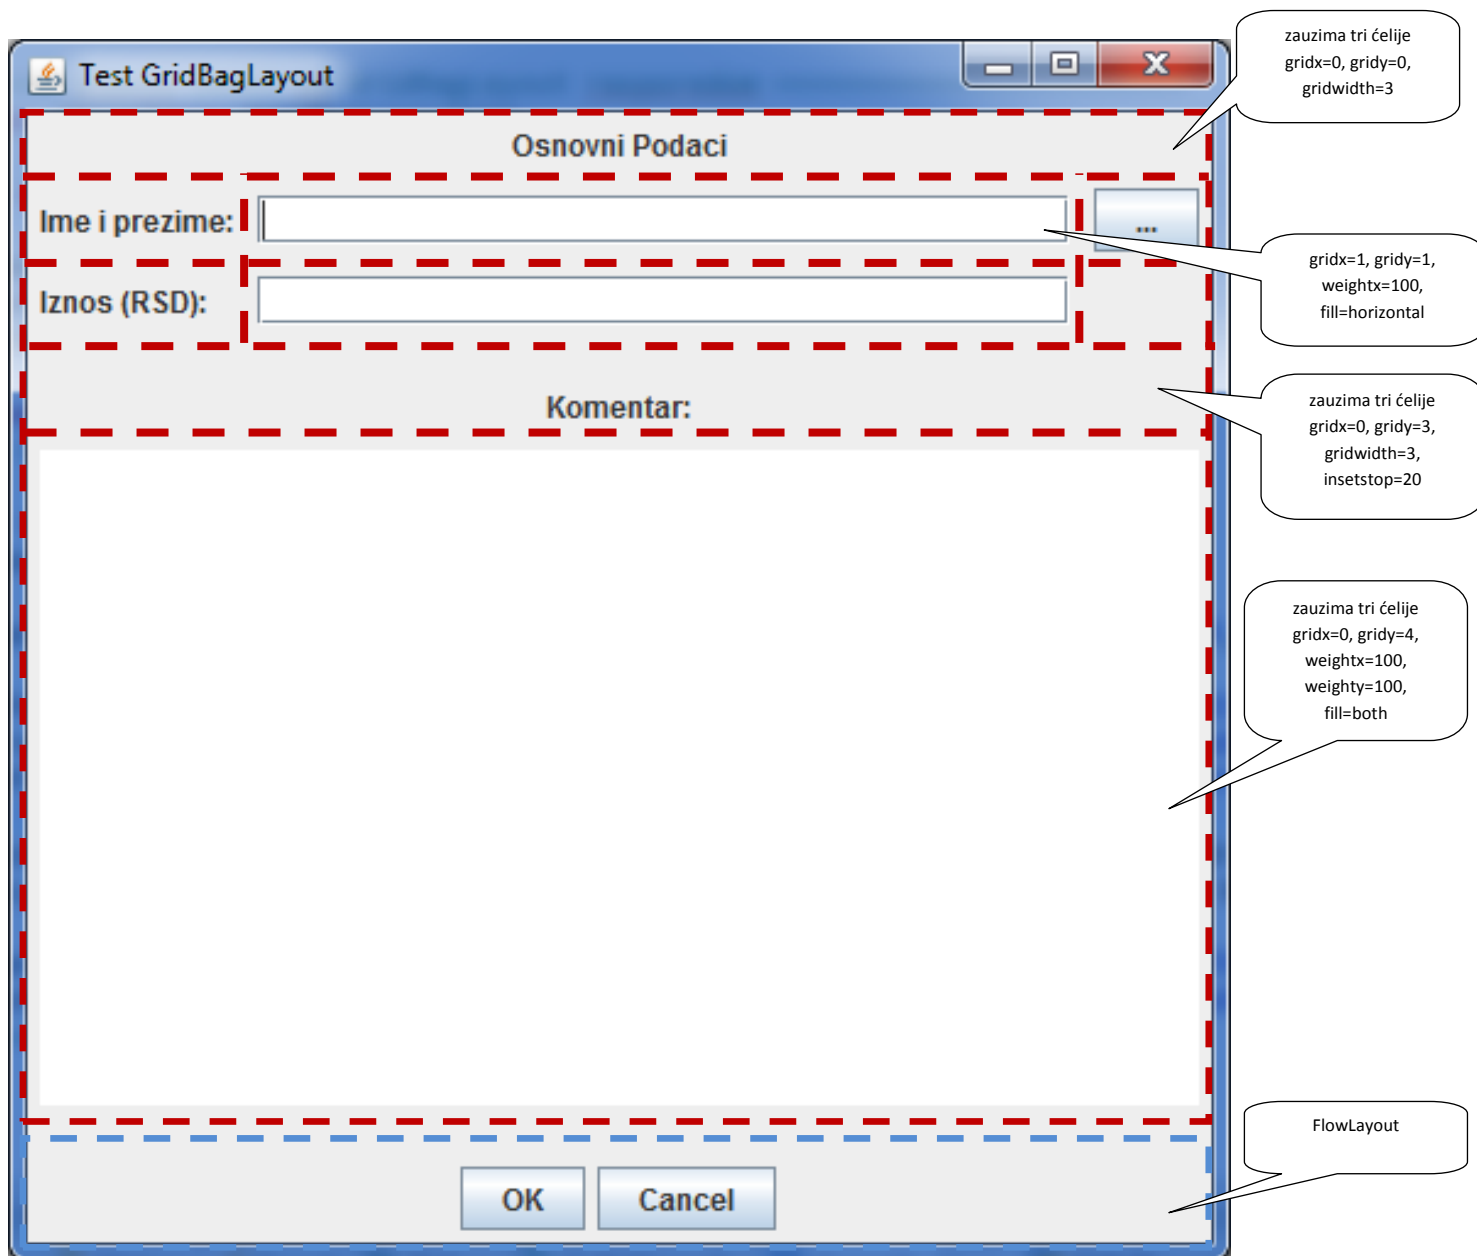 Test GridBagLayout
Osnovni Podaci
Ime i prezime:
...
Iznos (RSD):
Komentar:
OK
Cancel
zauzima tri ćelije
gridx=0, gridy=0,
gridwidth=3
gridx=1, gridy=1,
weightx=100,
fill=horizontal
zauzima tri ćelije
gridx=0, gridy=3,
gridwidth=3,
insetstop=20
zauzima tri ćelije
gridx=0, gridy=4,
weightx=100,
weighty=100,
fill=both
FlowLayout